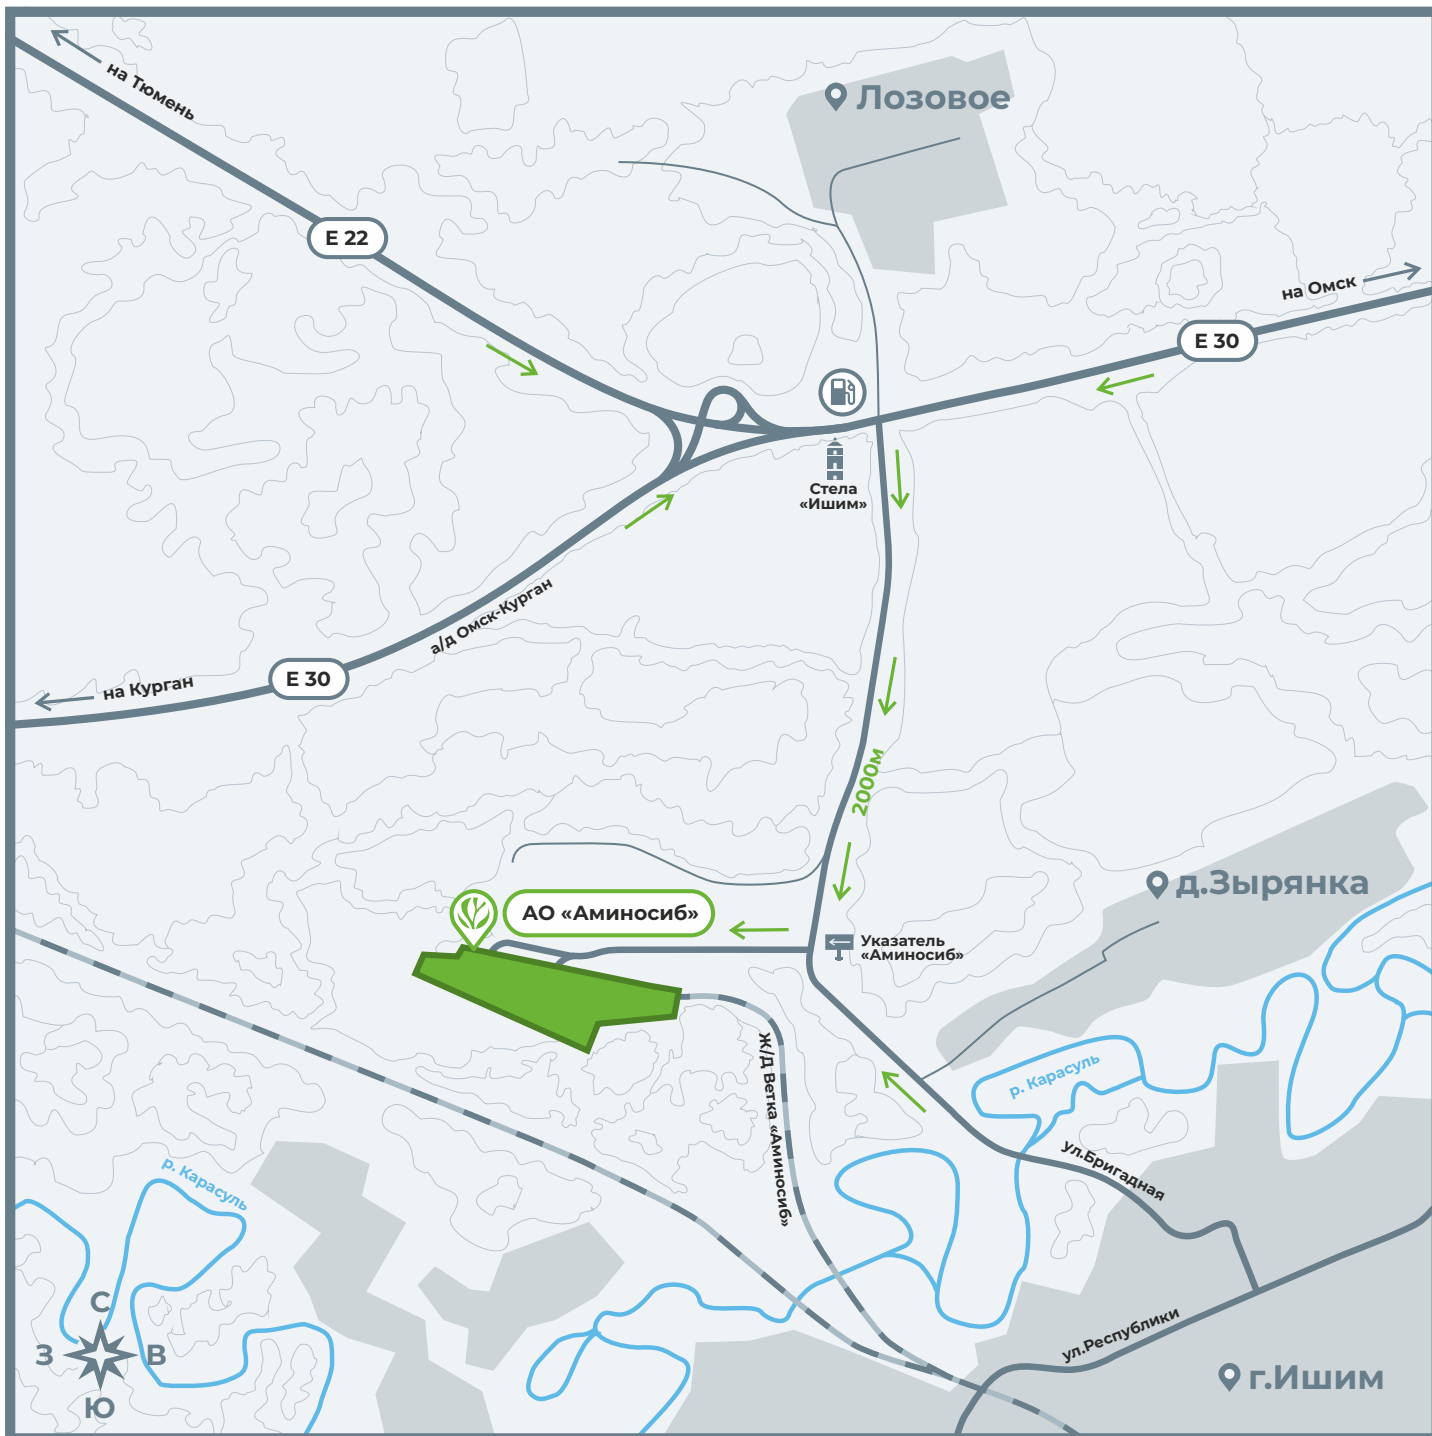 на Тюмень
Лозовое
E 22
на Омск
E 30
Стела
«Ишим»
а/д Омск-Курган
E 30
на Курган
2000м
д.Зырянка
АО «Аминосиб»
Указатель
«Аминосиб»
Ж/Д Ветка «Аминосиб»
р. Карасуль
ул.Бригадная
р. Карасуль
С
З
В
Ю
ул.Республики
г.Ишим